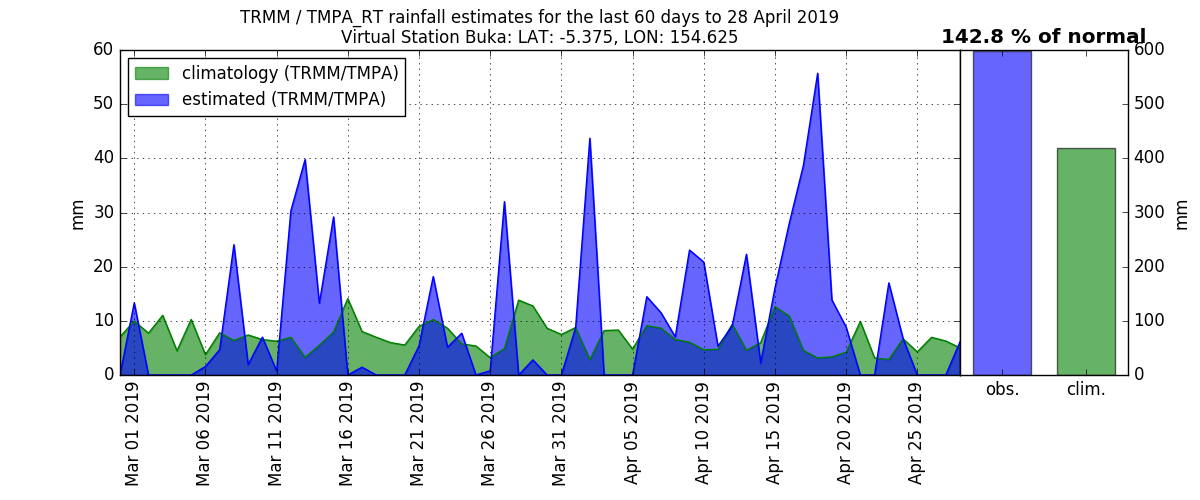 TRMM / TMPA_RT rainfall estimates for the last 60 days to 28 April 2019
Virtual Station Buka: LAT: -5.375, LON: 154.625
142.8 % of normal
climatology (TRMM/TMPA)
estimated (TRMM/TMPA)
60
50
40
30
20
10
0
mm
Mar 01 2019
Mar 06 2019
Mar 11 2019
Mar 16 2019
Mar 21 2019
Mar 26 2019
Mar 31 2019
Apr 05 2019
Apr 10 2019
Apr 15 2019
Apr 20 2019
Apr 25 2019
obs.
clim.
600
500
400
300
200
100
0
mm